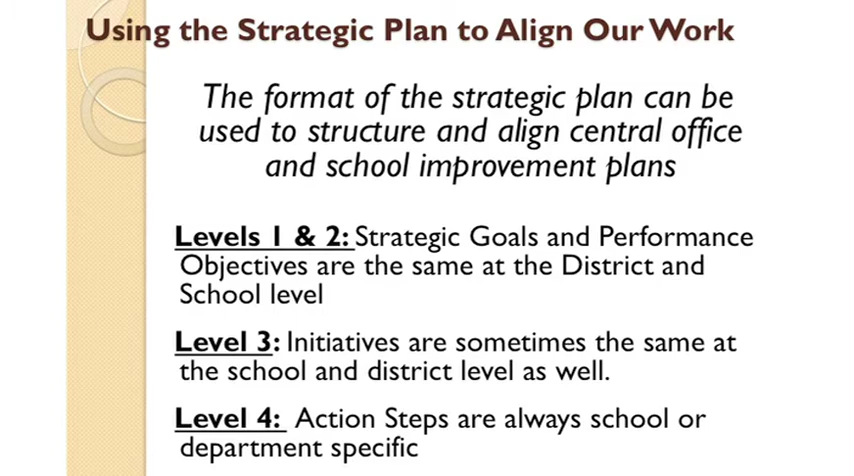 Using the Strategic Plan to Align Our Work
The format of the strategic plan can be
used to structure and align central office
and school improvement plans
Levels 1 & 2: Strategic Goals and Performance
Objectives are the same at the District and
School level
Level 3: Initiatives are sometimes the same at
the school and district level as well.
Level 4: Action Steps are always school or
department specific